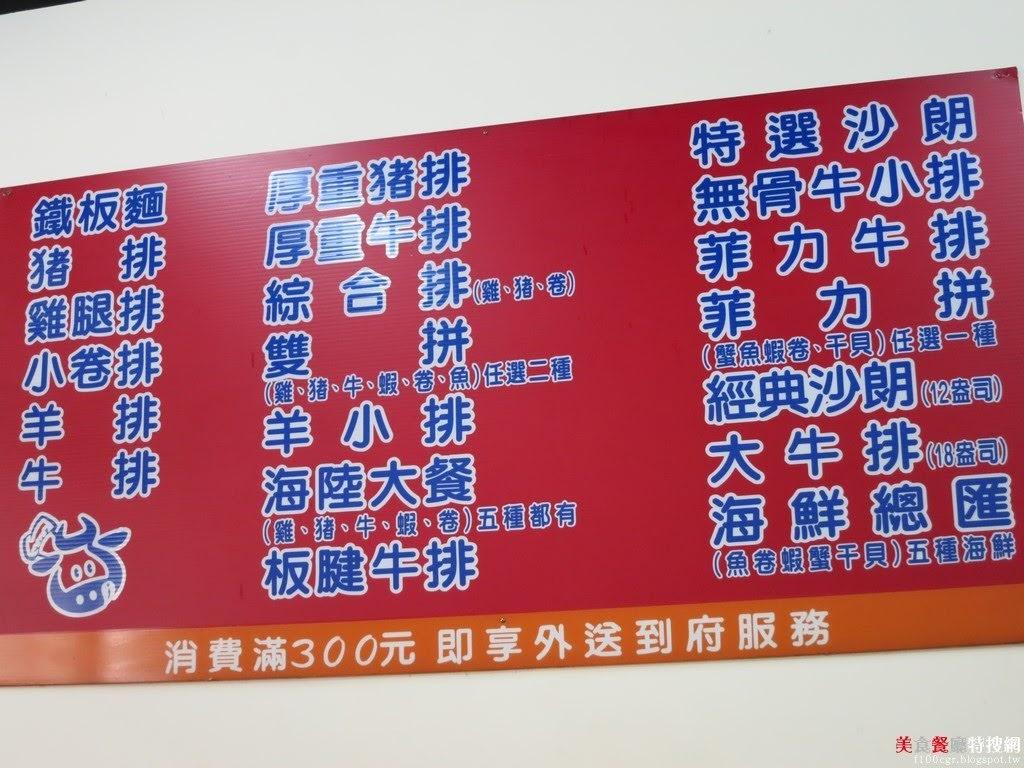 鐵板麵
豬排
雞腿排
小卷排
羊排
牛排
厚重豬排
厚重牛排
綜合排(雞、豬、卷)
雙拼
(雞、豬、牛、蝦、卷、魚)任選二種
羊小排
海陸大餐
(雞、豬、牛、蝦、卷)五種都有
板腱牛排
特選沙朗
無骨牛小排
菲力牛排
菲力拼
(蟹魚蝦卷、干貝)任選一種
經典沙朗(12盎司)
大牛排(18盎司)
海鮮總匯
(魚卷蝦蟹干貝)五種海鮮
消費滿300元 即享外送到府服務
美食餐廳特搜網
f100cgr.blogspot.tw